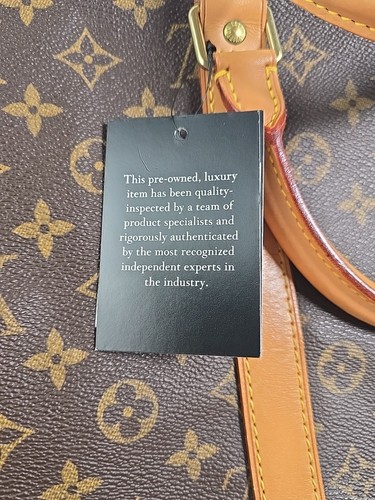 This pre-owned, luxury
item has been quality-
inspected by a team of
product specialists and
rigorously authenticated
by the most recognized
independent experts in
the industry.